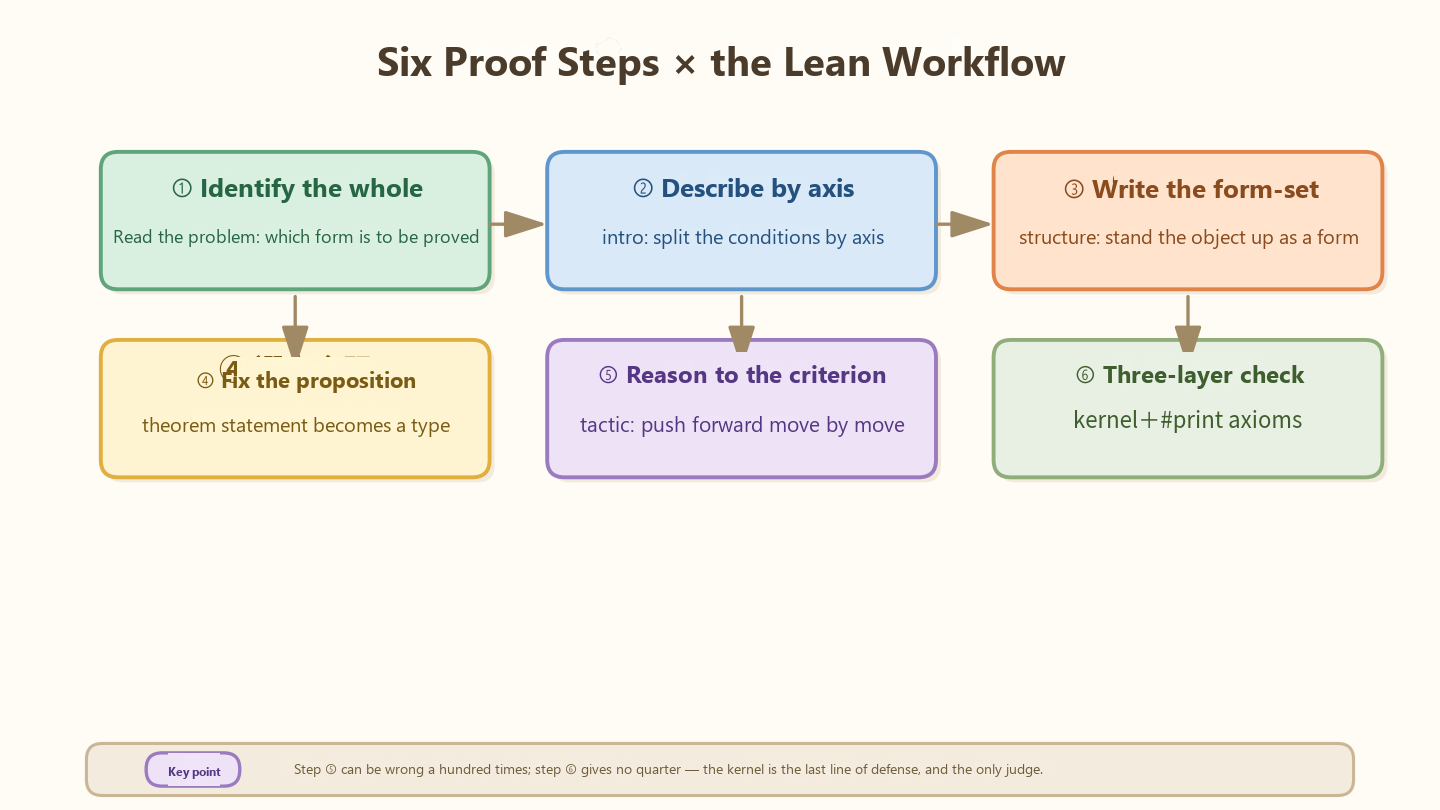 Six Proof Steps × the Lean Workflow
① Identify the whole
Read the problem: which form is to be proved
② Describe by axis
intro: split the conditions by axis
③ Write the form-set
structure: stand the object up as a form
④ Fix the proposition
theorem statement becomes a type
⑤ Reason to the criterion
tactic: push forward move by move
⑥ Three-layer check
kernel+#print axioms
Key point
Step ⑤ can be wrong a hundred times; step ⑥ gives no quarter — the kernel is the last line of defense, and the only judge.